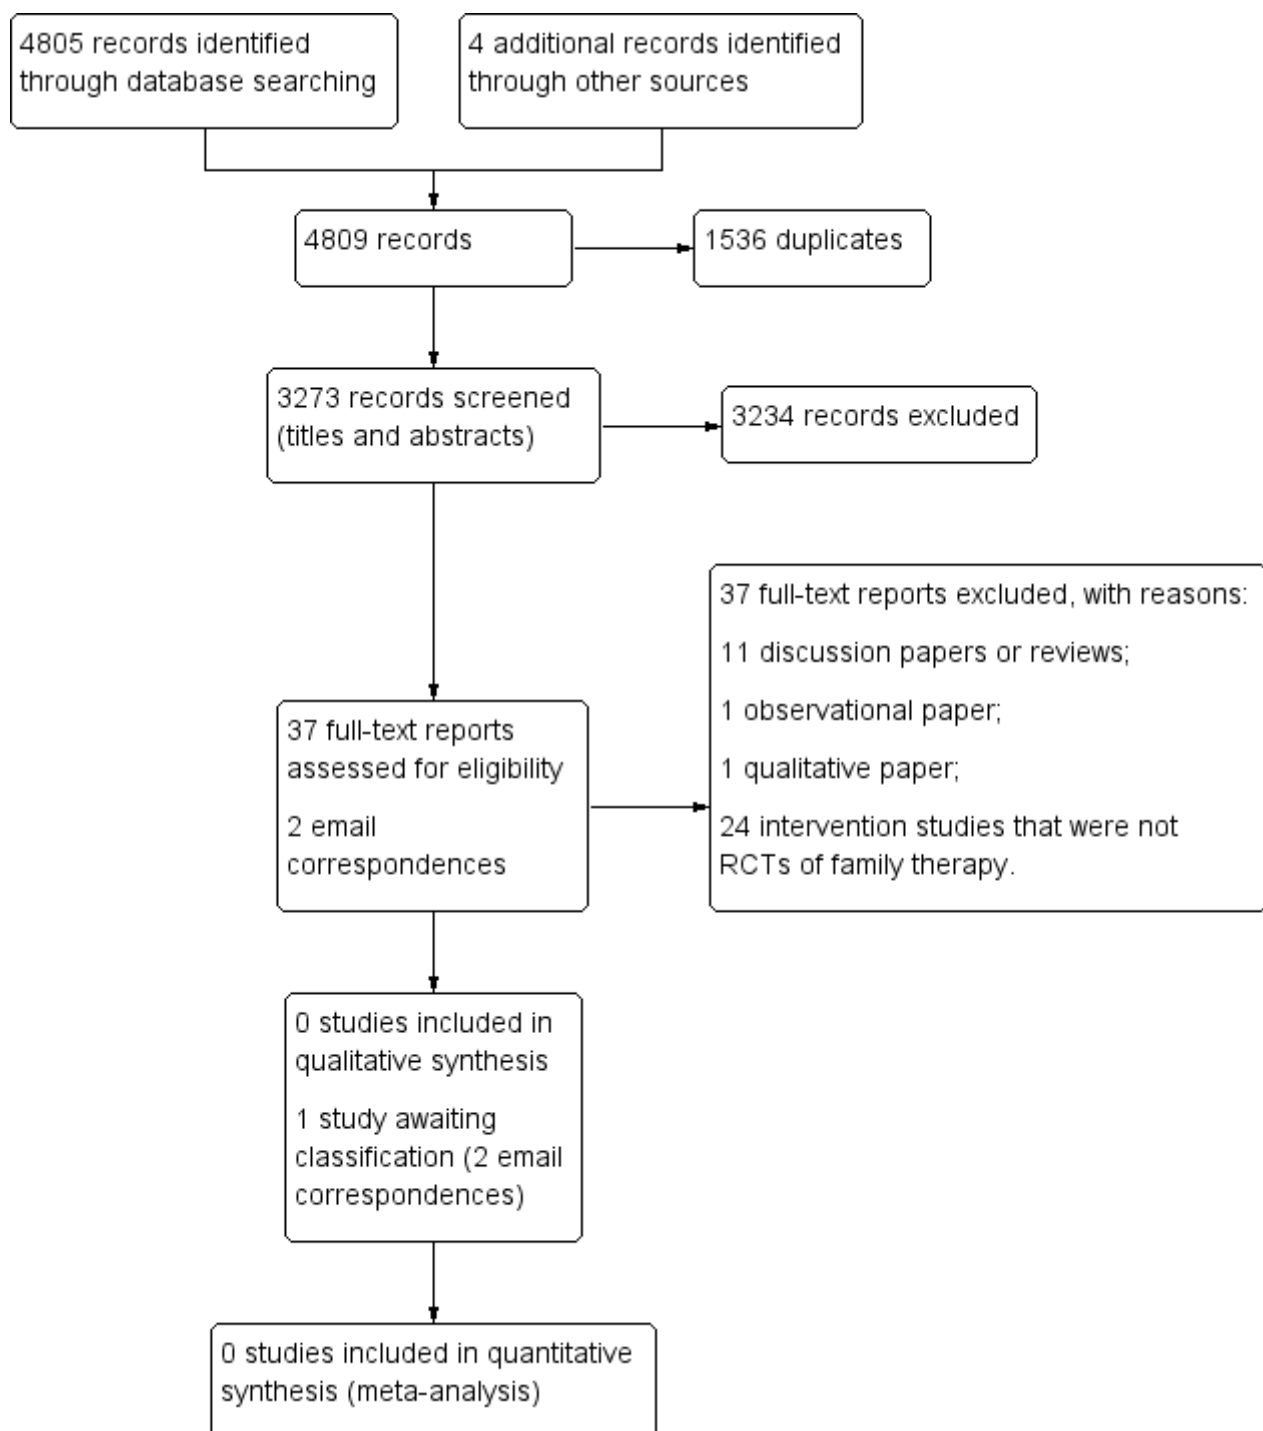 4805 records identified
through database searching
4 additional records identified
through other sources
4809 records
1536 duplicates
3273 records screened
(titles and abstracts)
3234 records excluded
37 full-text reports
assessed for eligibility
2 email
correspondences
37 full-text reports excluded, with reasons:
11 discussion papers or reviews;
1 observational paper;
1 qualitative paper;
24 intervention studies that were not
RCTs of family therapy.
0 studies included in
qualitative synthesis
1 study awaiting
classification (2 email
correspondences)
0 studies included in quantitative
synthesis (meta-analysis)